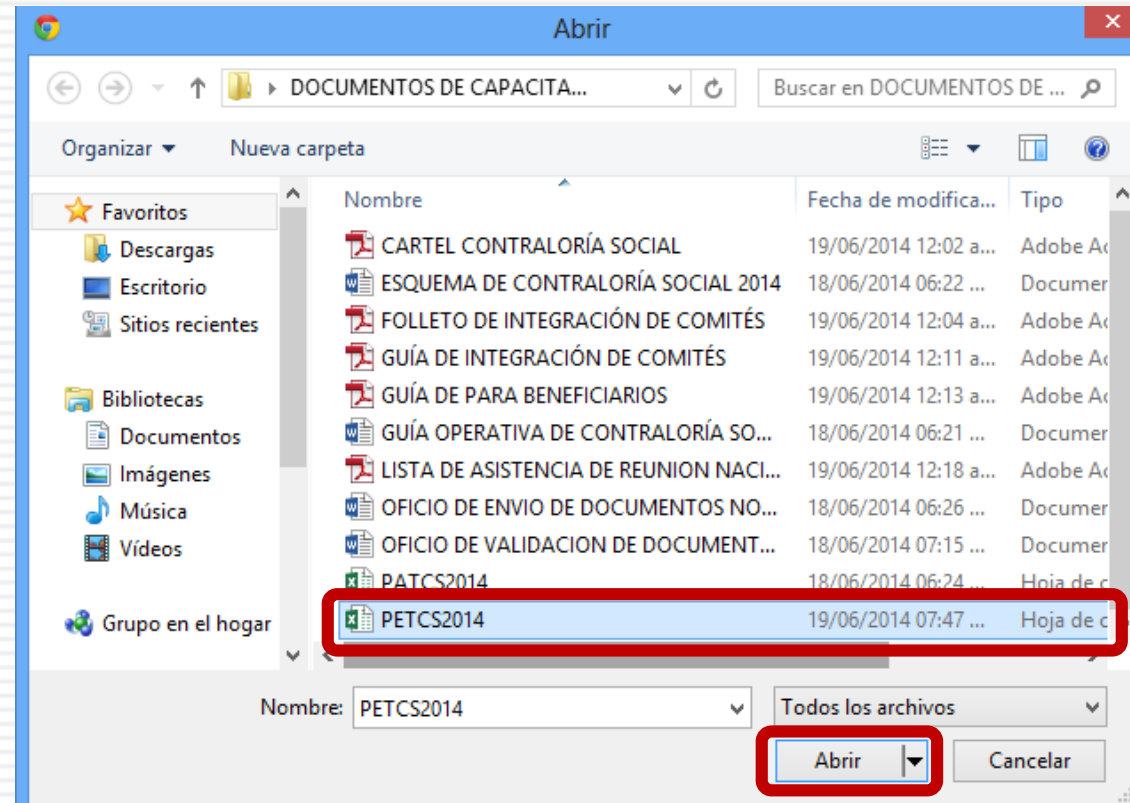 Abrir
DOCUMENTOS DE CAPACITA...
Buscar en DOCUMENTOS DE ...
Organizar
Nueva carpeta
Favoritos
Descargas
Escritorio
Sitios recientes
Bibliotecas
Documentos
Imágenes
Música
Vídeos
Grupo en el hogar
Nombre Fecha de modifica... Tipo
CARTEL CONTRALORÍA SOCIAL 19/06/2014 12:02 a... Adobe Ac
ESQUEMA DE CONTRALORÍA SOCIAL 2014 18/06/2014 06:22 ... Documer
FOLLETO DE INTEGRACIÓN DE COMITÉS 19/06/2014 12:04 a... Adobe Ac
GUÍA DE INTEGRACIÓN DE COMITÉS 19/06/2014 12:11 a... Adobe Ac
GUÍA DE PARA BENEFICIARIOS 19/06/2014 12:13 a... Adobe Ac
GUÍA OPERATIVA DE CONTRALORÍA SO... 18/06/2014 06:21 ... Documer
LISTA DE ASISTENCIA DE REUNION NACI... 19/06/2014 12:18 a... Adobe Ac
OFICIO DE ENVIO DE DOCUMENTOS NO... 18/06/2014 06:26 ... Documer
OFICIO DE VALIDACION DE DOCUMENT... 18/06/2014 07:15 ... Documer
PATCS2014 18/06/2014 06:24 ... Hoja de c
PETCS2014 19/06/2014 07:47 ... Hoja de c
Nombre: PETCS2014 Todos los archivos
Abrir Cancelar